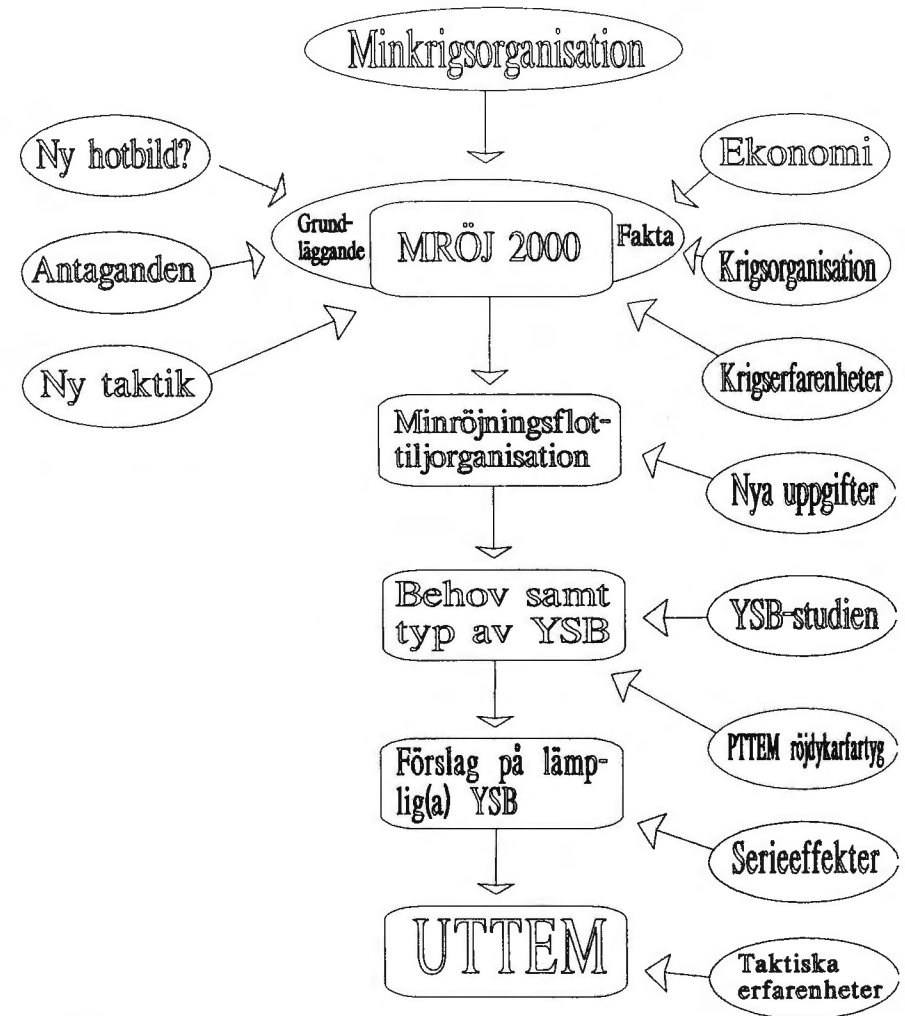 Minkrigsorganisation
Ny hotbild?
Ekonomi
Grund-
läggande
MRÖJ 2000
Fakta
Antaganden
Krigsorganisation
Ny taktik
Krigserfarenheter
Minröjningsflot-
tiljorganisation
Nya uppgifter
Behov samt
typ av YSB
YSB-studien
PTTEM röjdykarfartyg
Förslag på lämp-
lig(a) YSB
Serieeffekter
UTTEM
Taktiska
erfarenheter